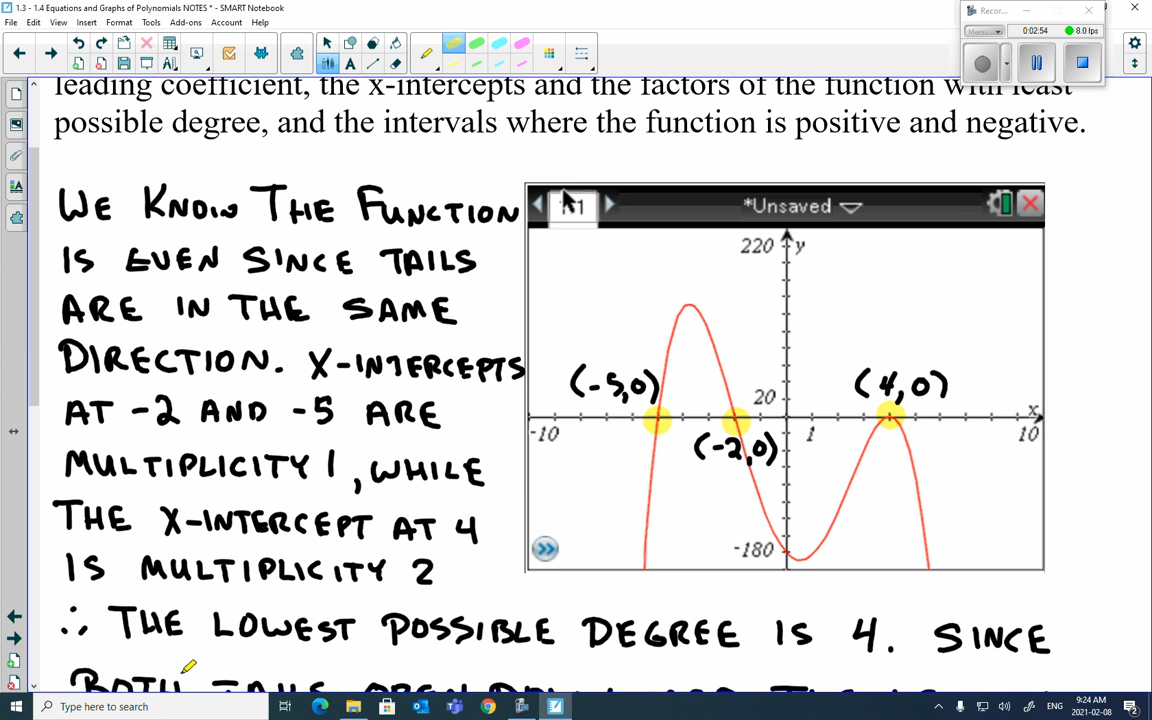 1.3 - 1.4 Equations and Graphs of Polynomials NOTES * - SMART Notebook
Recor...
File Edit View Insert Format Tools Add-ons Account Help
Menu 0:02:54 8.0 fps
leading coefficient, the x-intercepts and the factors of the function with least
possible degree, and the intervals where the function is positive and negative.
WE KNOW THE FUNCTION
IS EVEN SINCE TAILS
ARE IN THE SAME
DIRECTION. X-INTERCEPTS
AT -2 AND -5 ARE
MULTIPLICITY 1, WHILE
THE X-INTERCEPT AT 4
IS MULTIPLICITY 2
∴ THE LOWEST POSSIBLE DEGREE IS 4. SINCE
*Unsaved
220 y
(-5,0) (4,0)
20 x
-10 1 10
(-2,0)
-180
Type here to search
ENG 9:24 AM
2021-02-08
2